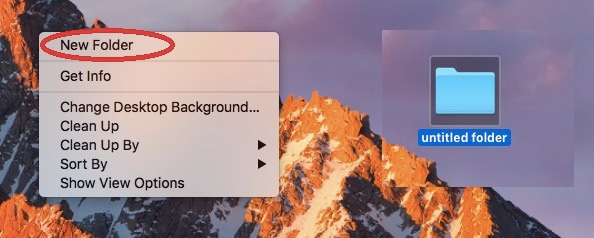 New Folder
Get Info
Change Desktop Background...
Clean Up
Clean Up By
Sort By
Show View Options
untitled folder